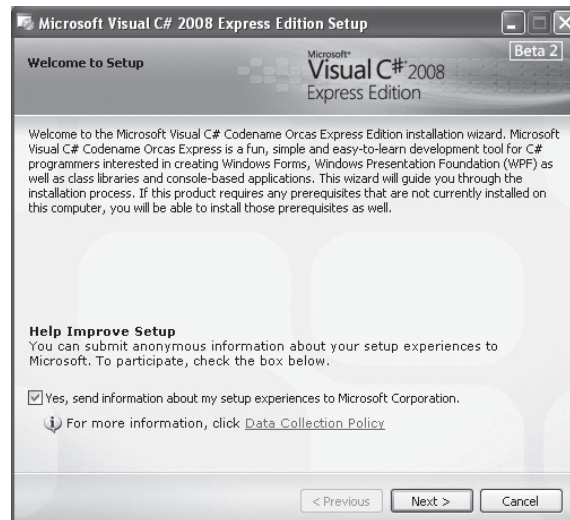 Microsoft Visual C# 2008 Express Edition Setup
Welcome to Setup
Microsoft®
Visual C# 2008
Express Edition
Beta 2
Welcome to the Microsoft Visual C# Codename Orcas Express Edition installation wizard. Microsoft
Visual C# Codename Orcas Express is a fun, simple and easy-to-learn development tool for C#
programmers interested in creating Windows Forms, Windows Presentation Foundation (WPF) as
well as class libraries and console-based applications. This wizard will guide you through the
installation process. If this product requires any prerequisites that are not currently installed on
this computer, you will be able to install those prerequisites as well.
Help Improve Setup
You can submit anonymous information about your setup experiences to
Microsoft. To participate, check the box below.
Yes, send information about my setup experiences to Microsoft Corporation.
For more information, click Data Collection Policy
< Previous
Next >
Cancel